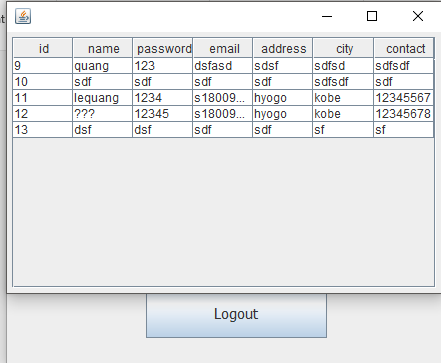 nt
id name password email address city contact
9 quang 123 dsfasd sdsf sdfsd sdfsdf
10 sdf sdf sdf sdf sdfsdf sdf
11 lequang 1234 s18009... hyogo kobe 12345567
12 ??? 12345 s18009... hyogo kobe 12345678
13 dsf dsf sdf sdf sf sf
Logout